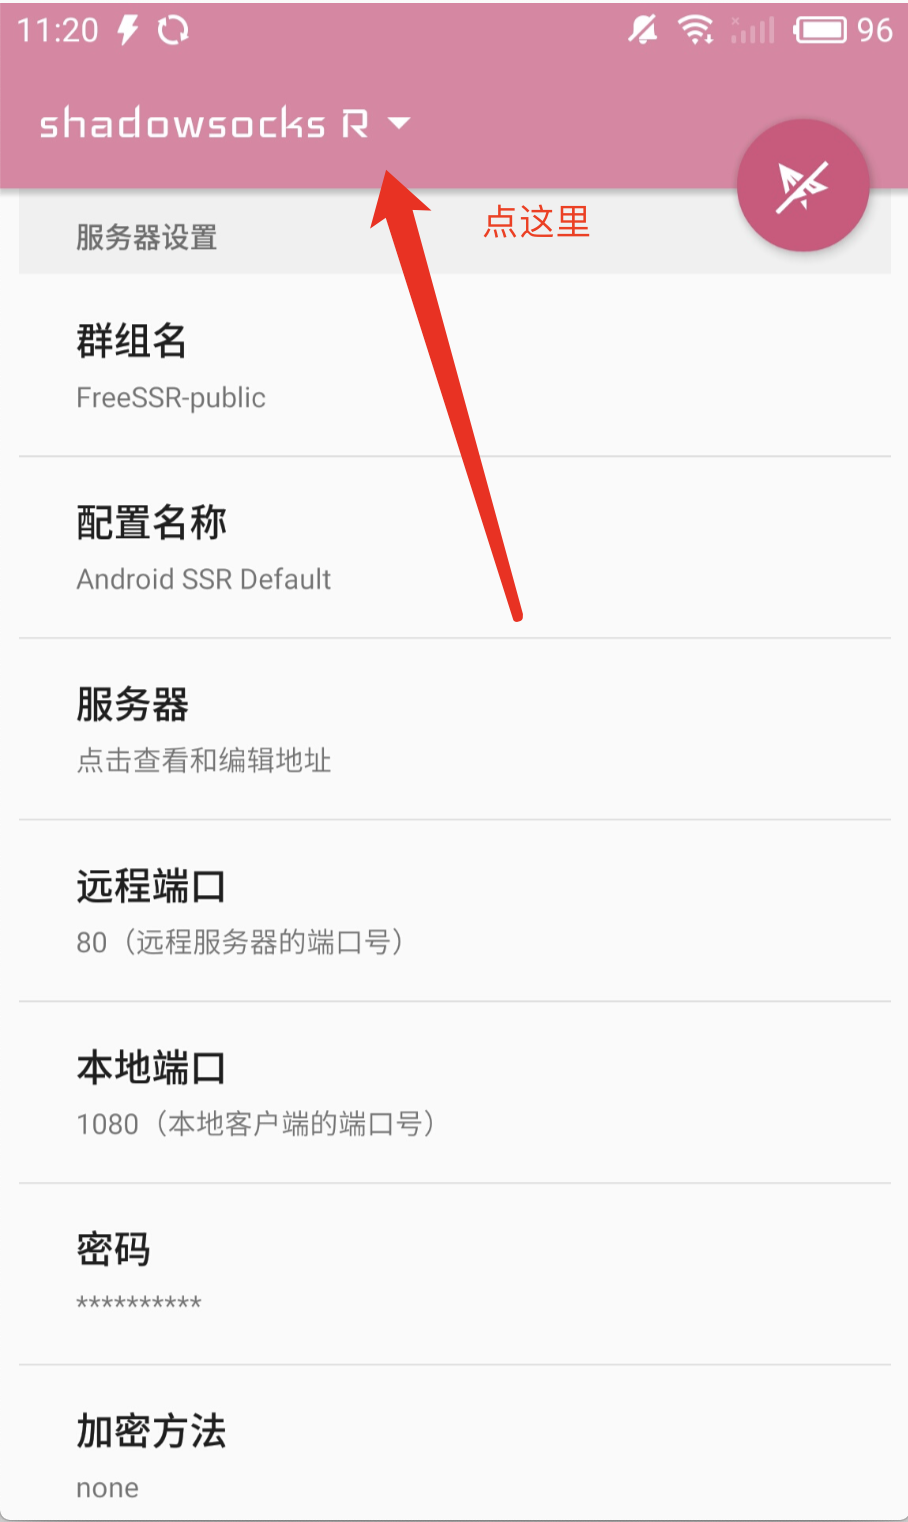 11:20 96
shadowsocks R
点这里
服务器设置
群组名
FreeSSR-public
配置名称
Android SSR Default
服务器
点击查看和编辑地址
远程端口
80（远程服务器的端口号）
本地端口
1080（本地客户端的端口号）
密码
**********
加密方法
none